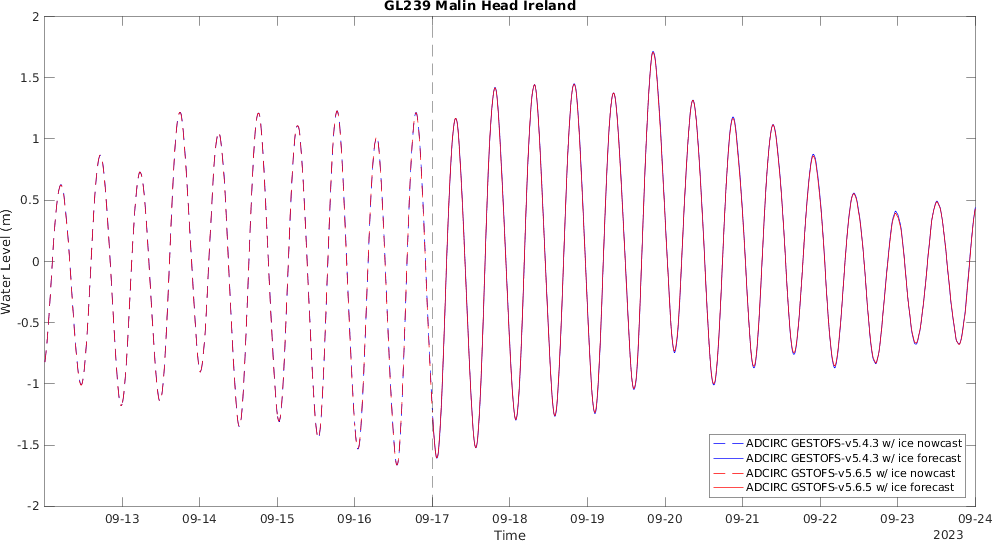 GL239 Malin Head Ireland
2
1.5
1
0.5
0
-0.5
-1
-1.5
-2
Water Level (m)
ADCIRC GESTOFS-v5.4.3 w/ ice nowcast
ADCIRC GESTOFS-v5.4.3 w/ ice forecast
ADCIRC GSTOFS-v5.6.5 w/ ice nowcast
ADCIRC GSTOFS-v5.6.5 w/ ice forecast
09-13 09-14 09-15 09-16 09-17 09-18 09-19 09-20 09-21 09-22 09-23 09-24
Time
2023